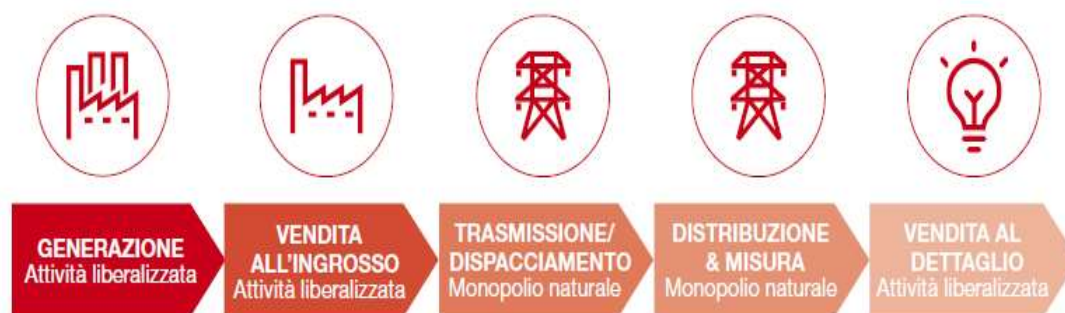 GENERAZIONE
Attività liberalizzata
VENDITA
ALL'INGROSSO
Attività liberalizzata
TRASMISSIONE/
DISPACCIAMENTO
Monopolio naturale
DISTRIBUZIONE
& MISURA
Monopolio naturale
VENDITA AL
DETTAGLIO
Attività liberalizzata